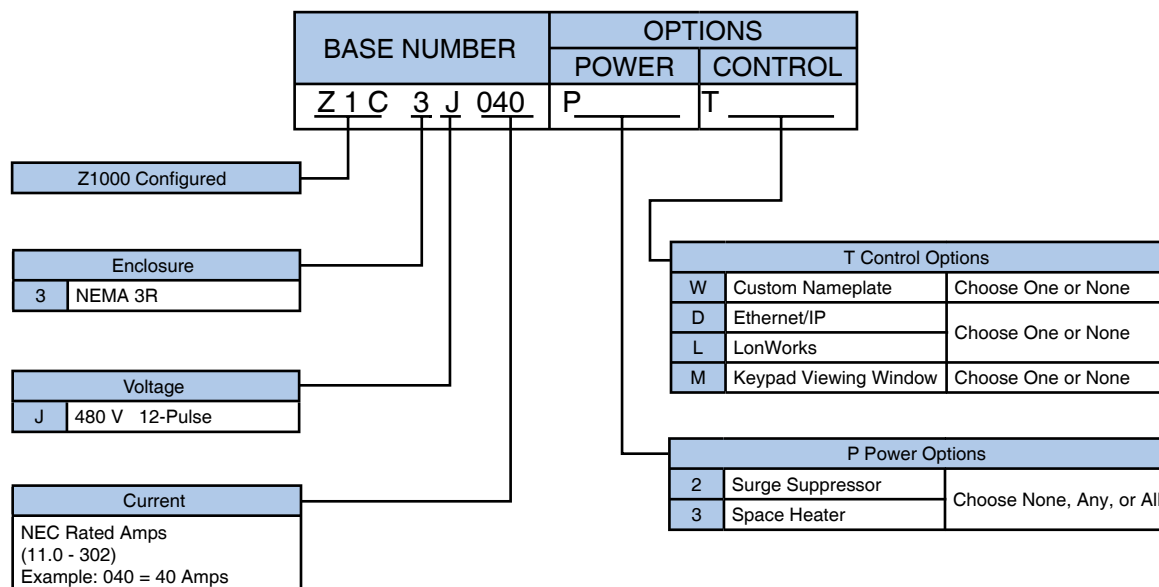 BASE NUMBER
OPTIONS
POWER
CONTROL
Z 1 C 3 J 040 P T
Z1000 Configured
Enclosure
3 NEMA 3R
Voltage
J 480 V 12-Pulse
Current
NEC Rated Amps
(11.0 - 302)
Example: 040 = 40 Amps
T Control Options
W Custom Nameplate Choose One or None
D Ethernet/IP
Choose One or None
L LonWorks
M Keypad Viewing Window Choose One or None
P Power Options
2 Surge Suppressor
Choose None, Any, or All
3 Space Heater